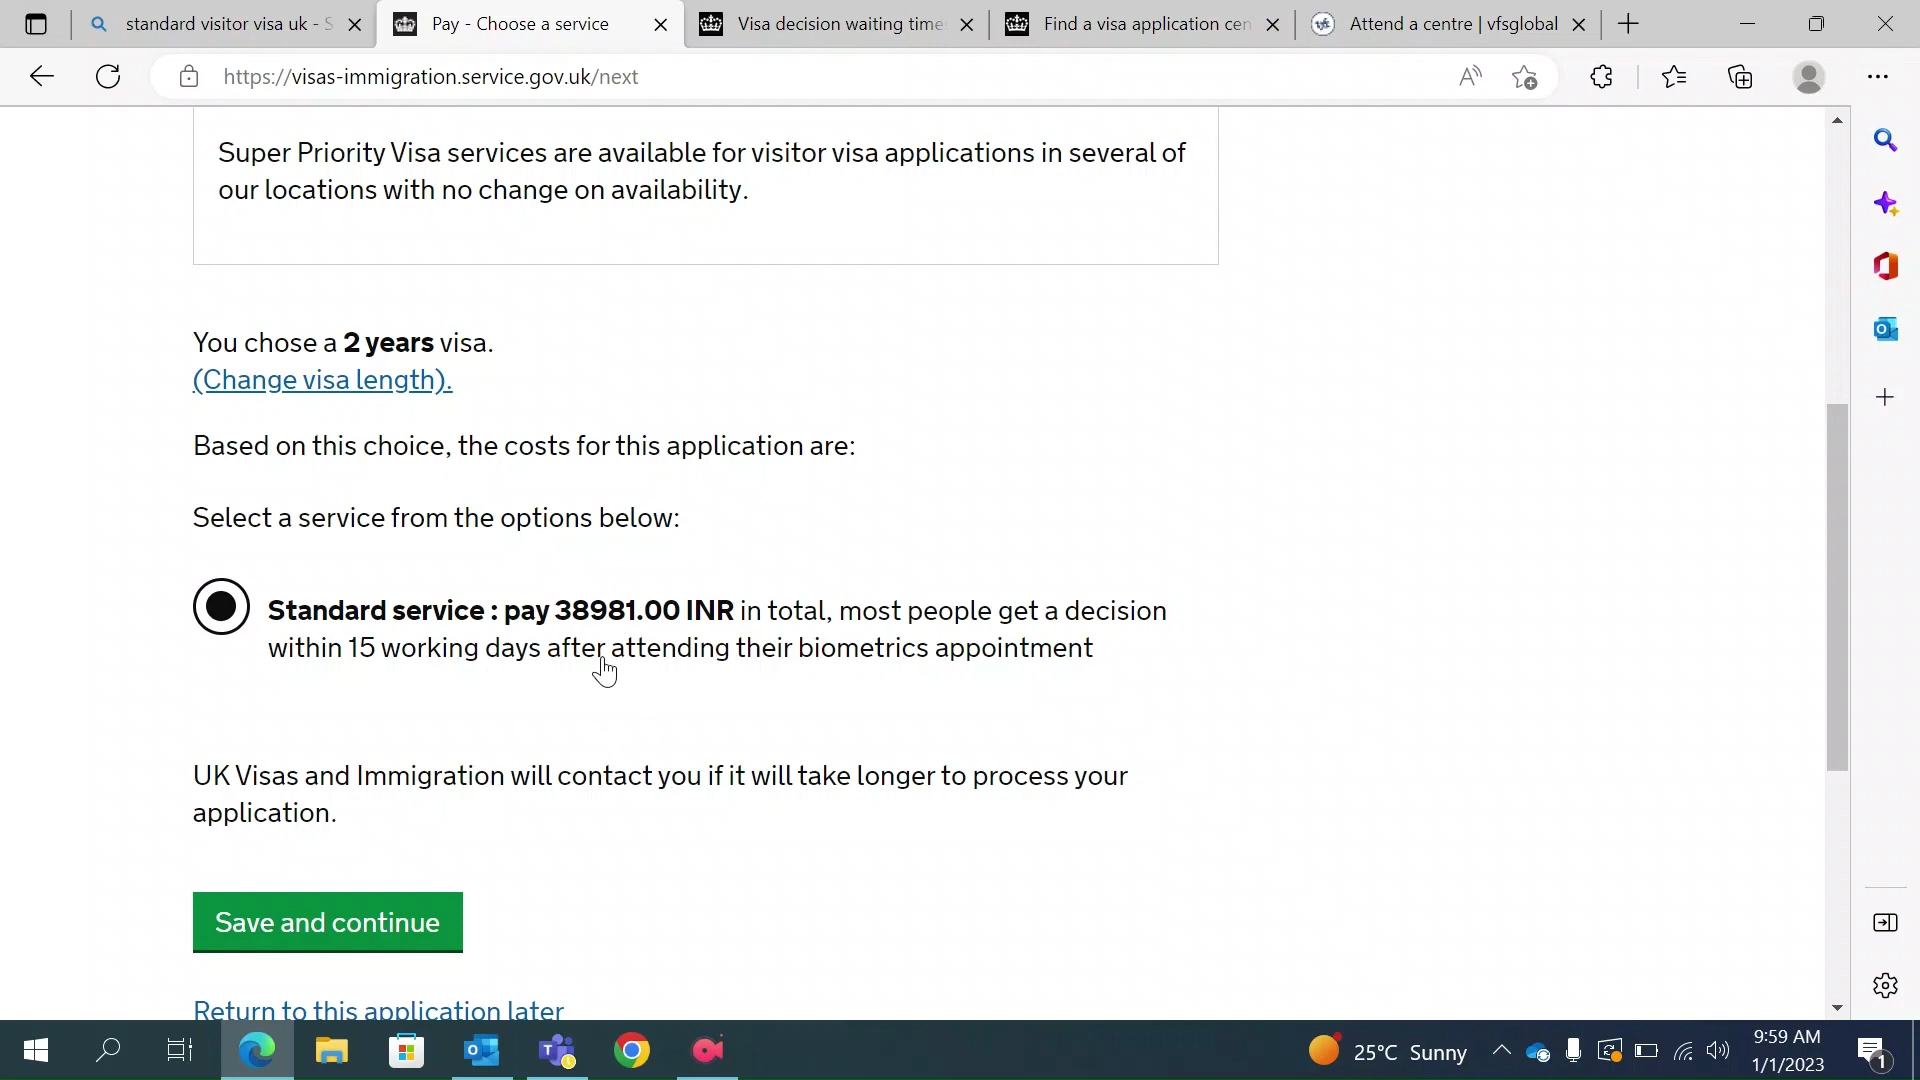 standard visitor visa uk - S
Pay - Choose a service
Visa decision waiting time
Find a visa application cen
vfs
Attend a centre | vfsglobal
https://visas-immigration.service.gov.uk/next
Super Priority Visa services are available for visitor visa applications in several of
our locations with no change on availability.
You chose a 2 years visa.
(Change visa length).
Based on this choice, the costs for this application are:
Select a service from the options below:
Standard service : pay 38981.00 INR in total, most people get a decision
within 15 working days after attending their biometrics appointment
UK Visas and Immigration will contact you if it will take longer to process your
application.
Save and continue
Return to this application later
25°C Sunny
9:59 AM
1/1/2023
1